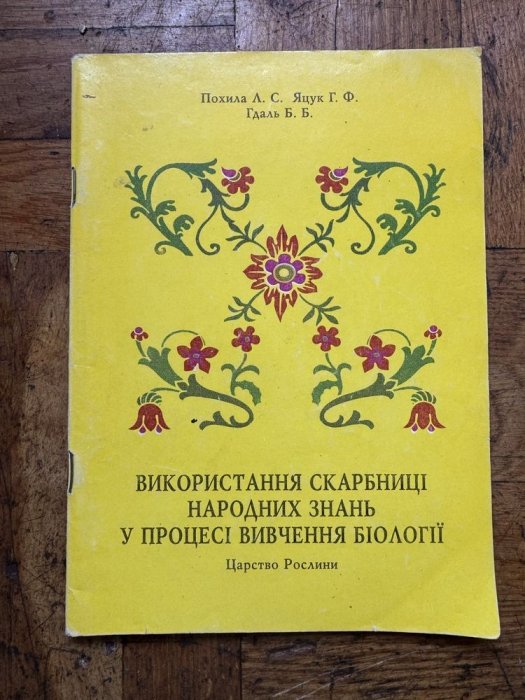 Похила Л. С. Яцук Г. Ф.
Гдаль Б. Б.
ВИКОРИСТАННЯ СКАРБНИЦІ
НАРОДНИХ ЗНАНЬ
У ПРОЦЕСІ ВИВЧЕННЯ БІОЛОГІЇ
Царство Рослини